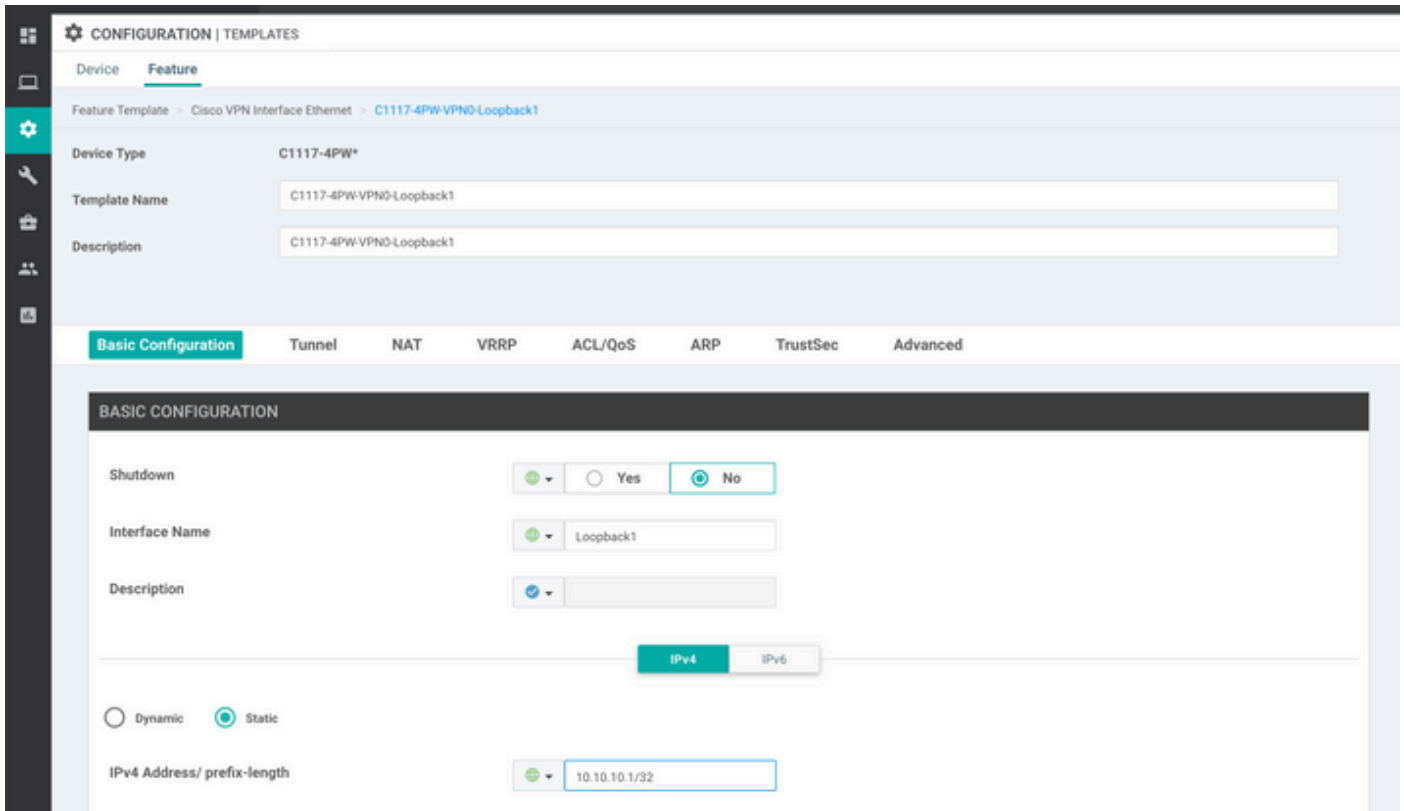 CONFIGURATION | TEMPLATES
Device Feature
Feature Template > Cisco VPN Interface Ethernet > C1117-4PW-VPN0-Loopback1
Device Type C1117-4PW*
Template Name C1117-4PW-VPN0-Loopback1
Description C1117-4PW-VPN0-Loopback1
Basic Configuration Tunnel NAT VRRP ACL/QoS ARP TrustSec Advanced
BASIC CONFIGURATION
Shutdown Yes No
Interface Name Loopback1
Description
IPv4 IPv6
Dynamic Static
IPv4 Address/ prefix-length 10.10.10.1/32